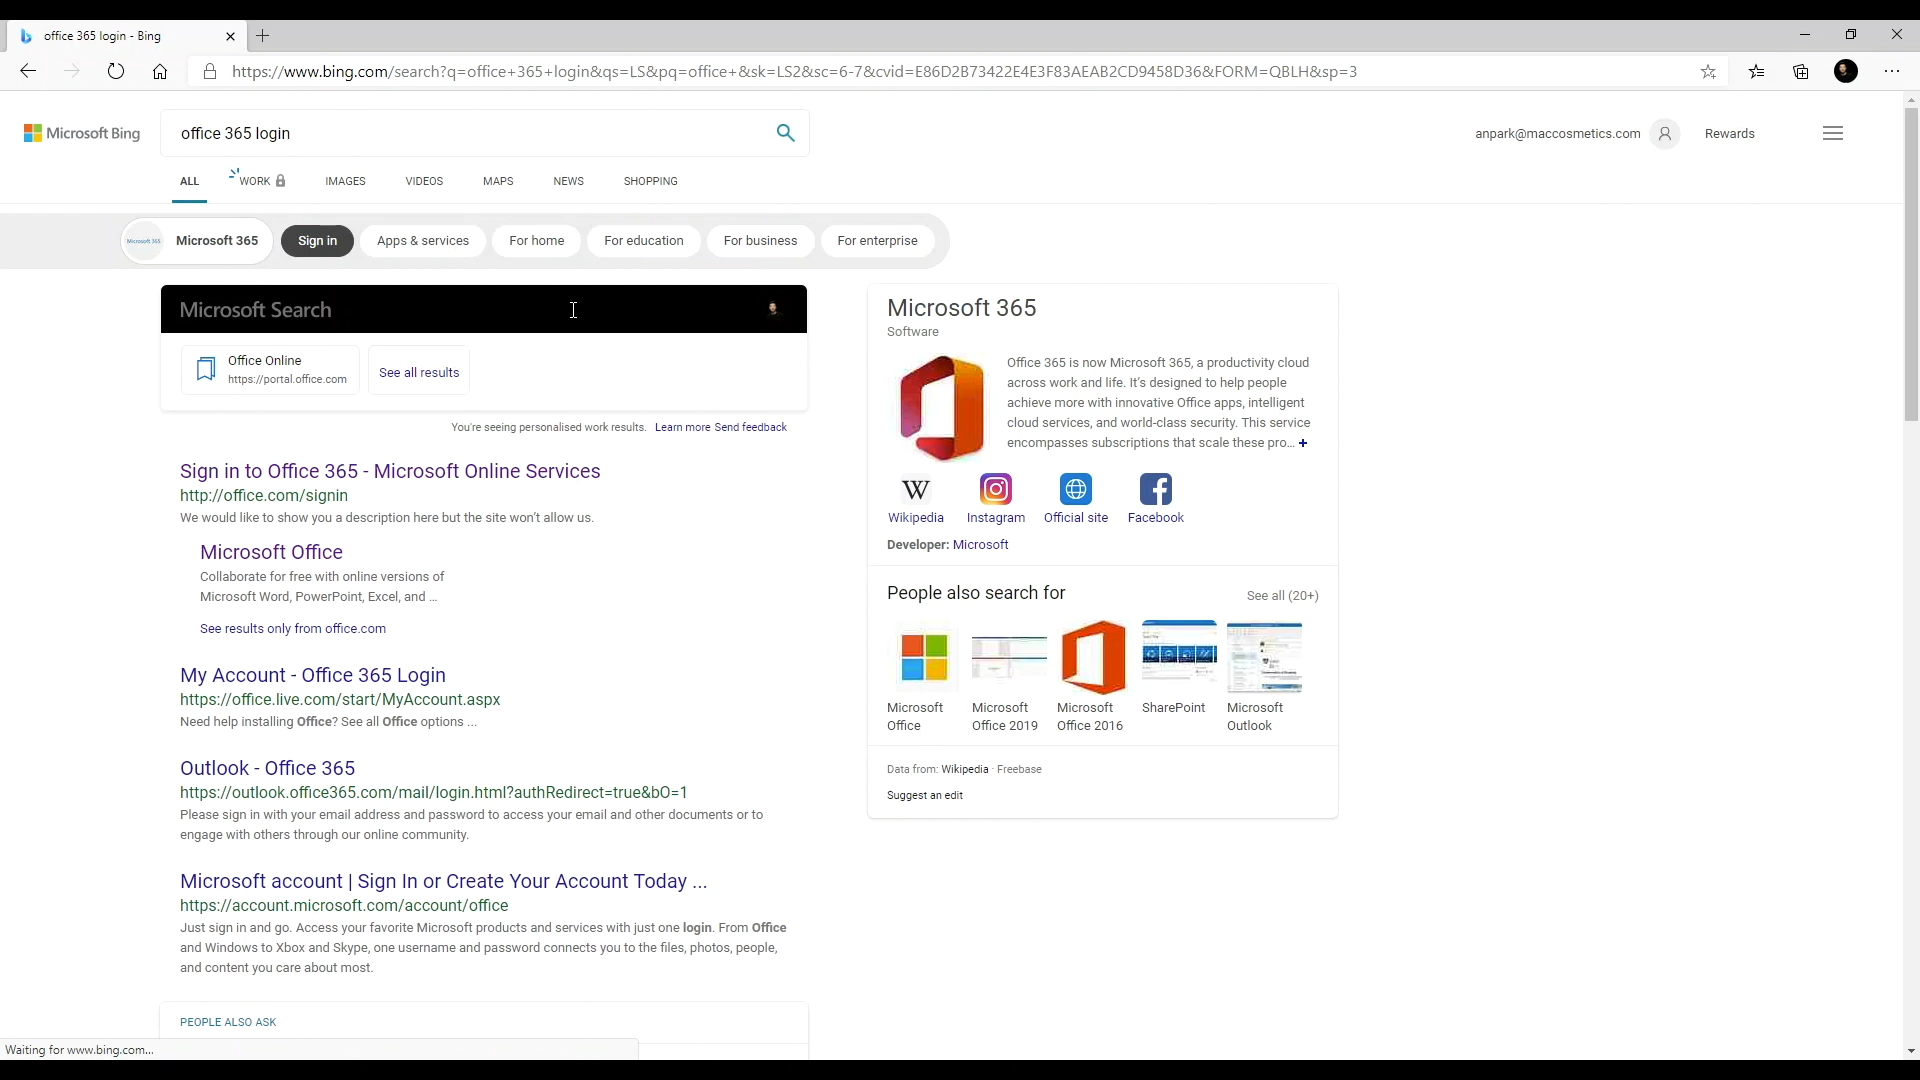 office 365 login - Bing
https://www.bing.com/search?q=office+365+login&qs=LS&pq=office+&sk=LS2&sc=6-7&cvid=E86D2B73422E4E3F83AEAB2CD9458D36&FORM=QBLH&sp=3
Microsoft Bing
office 365 login
anpark@maccosmetics.com
Rewards
ALL
WORK
IMAGES
VIDEOS
MAPS
NEWS
SHOPPING
Microsoft 365
Microsoft 365
Sign in
Apps & services
For home
For education
For business
For enterprise
Microsoft Search
Office Online
https://portal.office.com
See all results
You're seeing personalised work results. Learn more Send feedback
Sign in to Office 365 - Microsoft Online Services
http://office.com/signin
We would like to show you a description here but the site won't allow us.
Microsoft Office
Collaborate for free with online versions of
Microsoft Word, PowerPoint, Excel, and ...
See results only from office.com
My Account - Office 365 Login
https://office.live.com/start/MyAccount.aspx
Need help installing Office? See all Office options ...
Outlook - Office 365
https://outlook.office365.com/mail/login.html?authRedirect=true&bO=1
Please sign in with your email address and password to access your email and other documents or to
engage with others through our online community.
Microsoft account | Sign In or Create Your Account Today ...
https://account.microsoft.com/account/office
Just sign in and go. Access your favorite Microsoft products and services with just one login. From Office
and Windows to Xbox and Skype, one username and password connects you to the files, photos, people,
and content you care about most.
PEOPLE ALSO ASK
Waiting for www.bing.com...
Microsoft 365
Software
Office 365 is now Microsoft 365, a productivity cloud
across work and life. It's designed to help people
achieve more with innovative Office apps, intelligent
cloud services, and world-class security. This service
encompasses subscriptions that scale these pro... +
Wikipedia
Instagram
Official site
Facebook
Developer: Microsoft
People also search for
See all (20+)
Microsoft
Office
Microsoft
Office 2019
Microsoft
Office 2016
SharePoint
Microsoft
Outlook
Data from: Wikipedia · Freebase
Suggest an edit